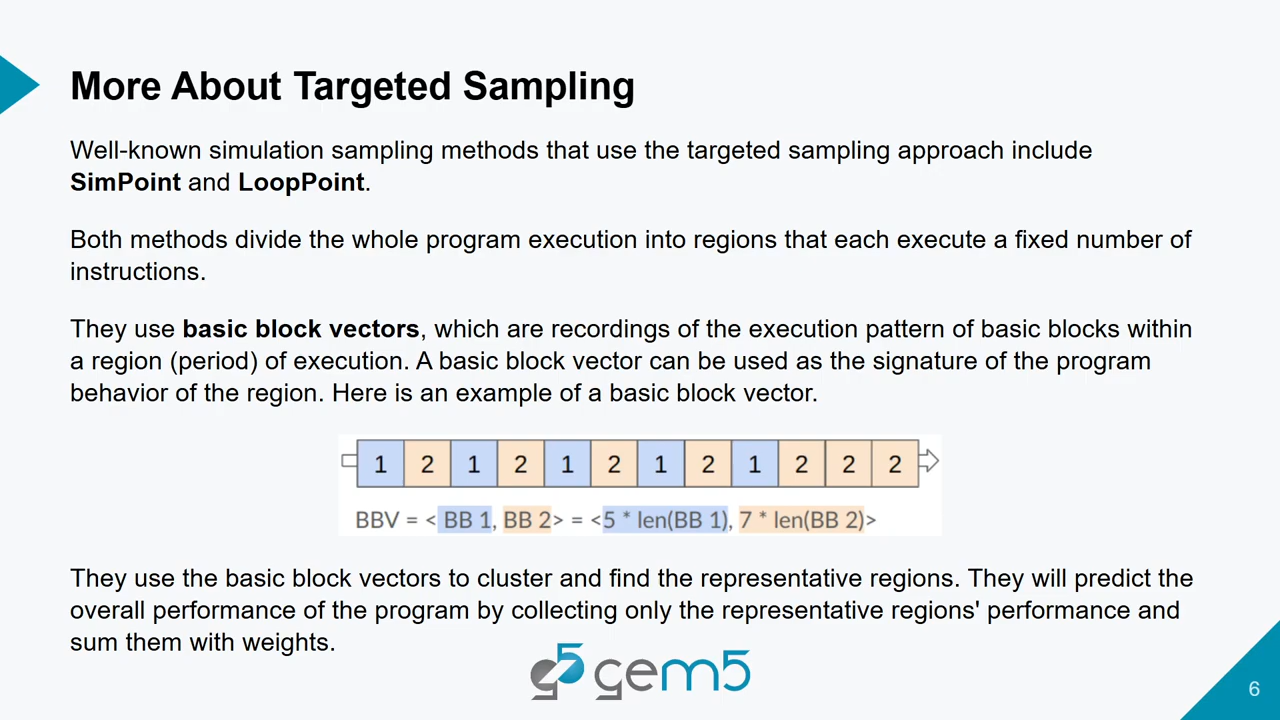 More About Targeted Sampling
Well-known simulation sampling methods that use the targeted sampling approach include
SimPoint and LoopPoint.
Both methods divide the whole program execution into regions that each execute a fixed number of
instructions.
They use basic block vectors, which are recordings of the execution pattern of basic blocks within
a region (period) of execution. A basic block vector can be used as the signature of the program
behavior of the region. Here is an example of a basic block vector.
1 2 1 2 1 2 1 2 1 2 2 2
BBV = < BB 1, BB 2> = <5 * len(BB 1), 7 * len(BB 2)>
They use the basic block vectors to cluster and find the representative regions. They will predict the
overall performance of the program by collecting only the representative regions' performance and
sum them with weights.
g5 gem5
6